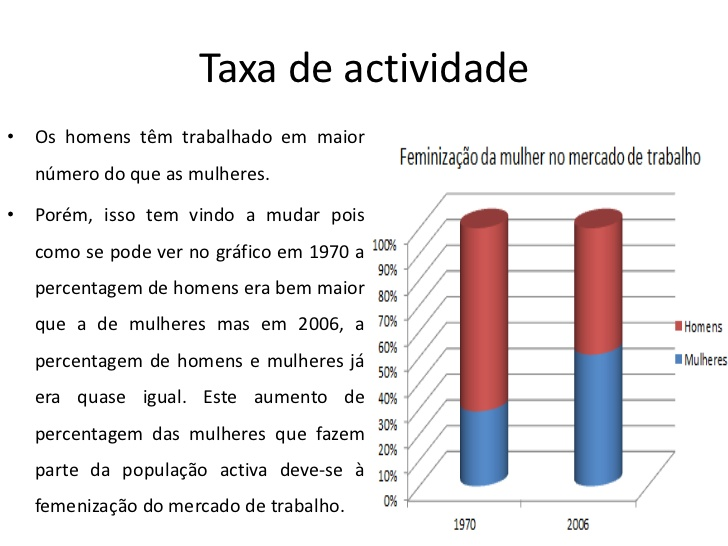 Taxa de actividade
• Os homens têm trabalhado em maior
número do que as mulheres.
• Porém, isso tem vindo a mudar pois
como se pode ver no gráfico em 1970 a
percentagem de homens era bem maior
que a de mulheres mas em 2006, a
percentagem de homens e mulheres já
era quase igual. Este aumento de
percentagem das mulheres que fazem
parte da população activa deve-se à
femenização do mercado de trabalho.
Feminização da mulher no mercado de trabalho
100%
90%
80%
70%
60%
50%
40%
30%
20%
10%
0%
1970
2006
Homens
Mulheres